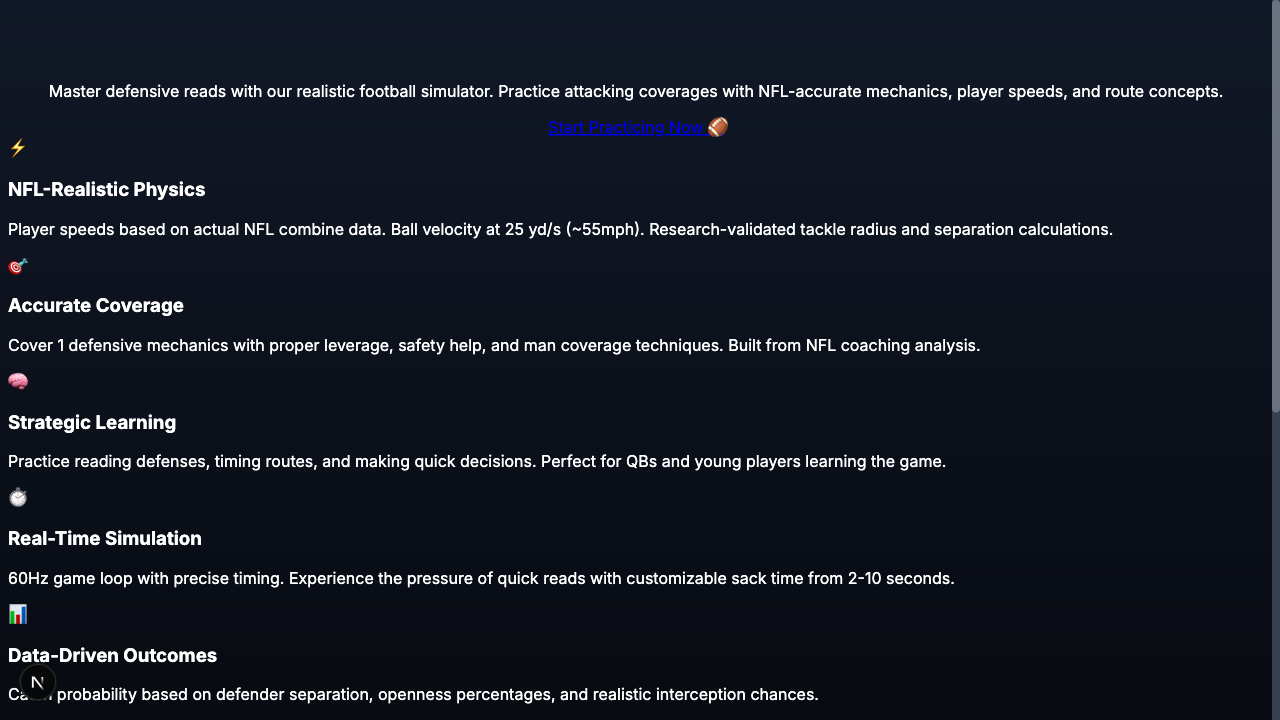 Master defensive reads with our realistic football simulator. Practice attacking coverages with NFL-accurate mechanics, player speeds, and route concepts.
Start Practicing Now 🏈
⚡
NFL-Realistic Physics
Player speeds based on actual NFL combine data. Ball velocity at 25 yd/s (~55mph). Research-validated tackle radius and separation calculations.
🎯
Accurate Coverage
Cover 1 defensive mechanics with proper leverage, safety help, and man coverage techniques. Built from NFL coaching analysis.
🧠
Strategic Learning
Practice reading defenses, timing routes, and making quick decisions. Perfect for QBs and young players learning the game.
⏱️
Real-Time Simulation
60Hz game loop with precise timing. Experience the pressure of quick reads with customizable sack time from 2-10 seconds.
📊
Data-Driven Outcomes
probability based on defender separation, openness percentages, and realistic interception chances.
N